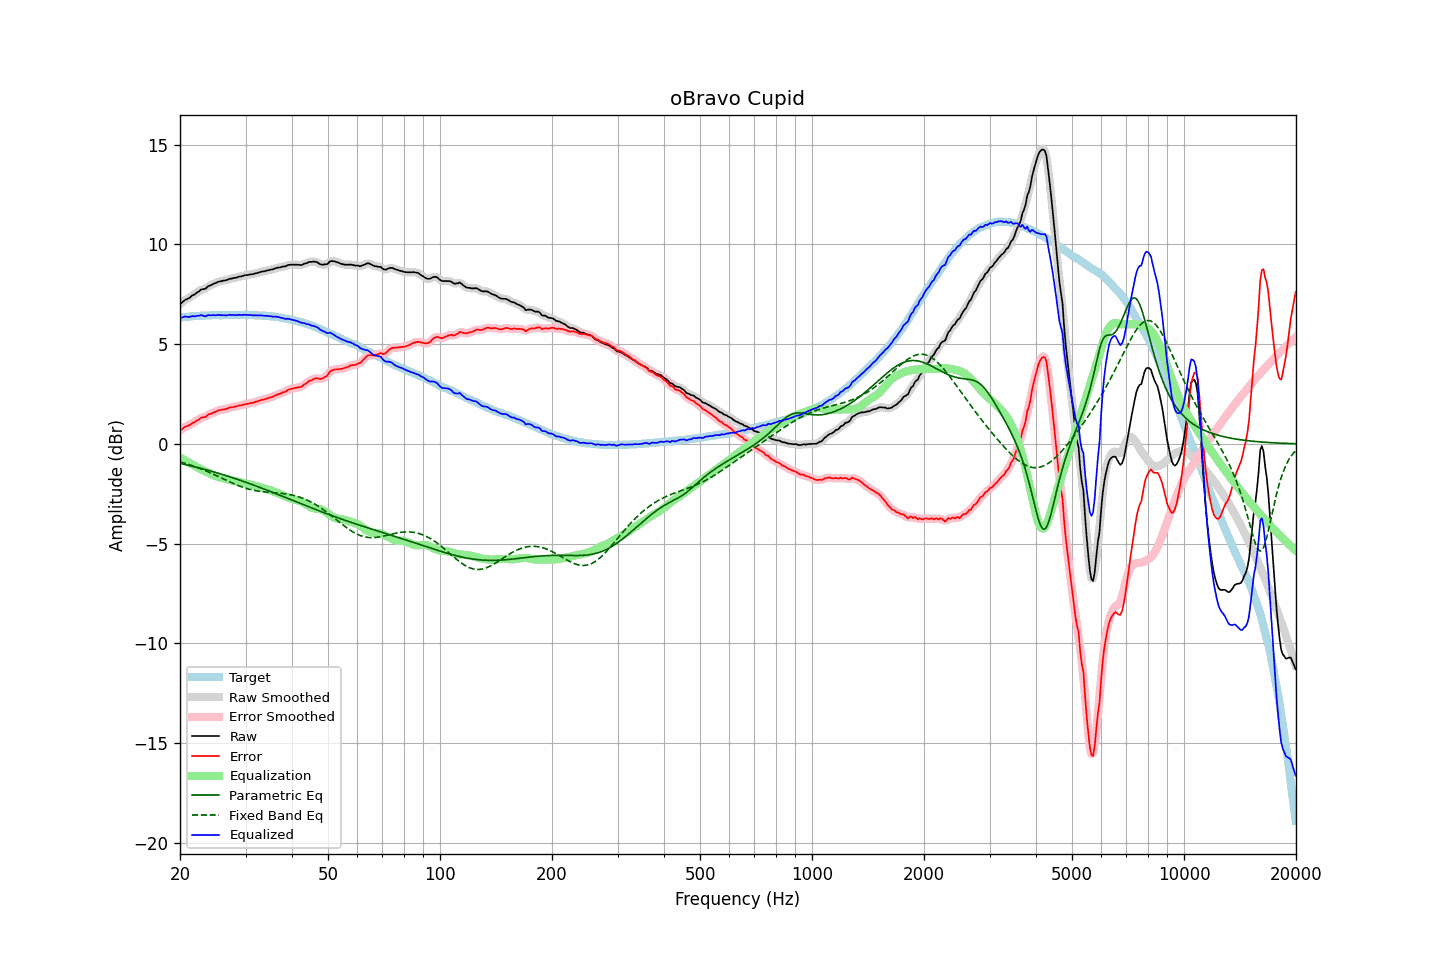 oBravo Cupid
15
10
5
0
−5
−10
−15
−20
Amplitude (dBr)
Target
Raw Smoothed
Error Smoothed
Raw
Error
Equalization
Parametric Eq
Fixed Band Eq
Equalized
20 50 100 200 500 1000 2000 5000 10000 20000
Frequency (Hz)